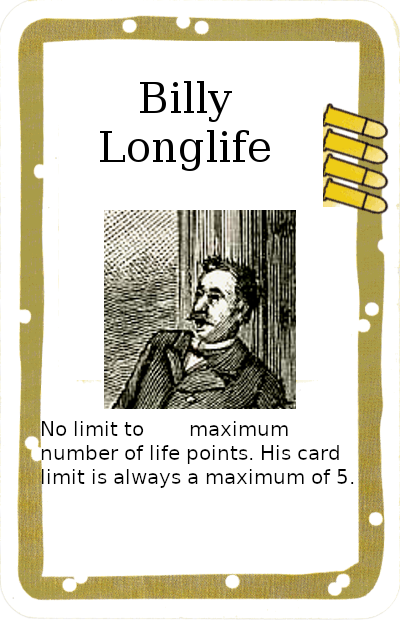 Billy
Longlife
No limit to maximum
number of life points. His card
limit is always a maximum of 5.